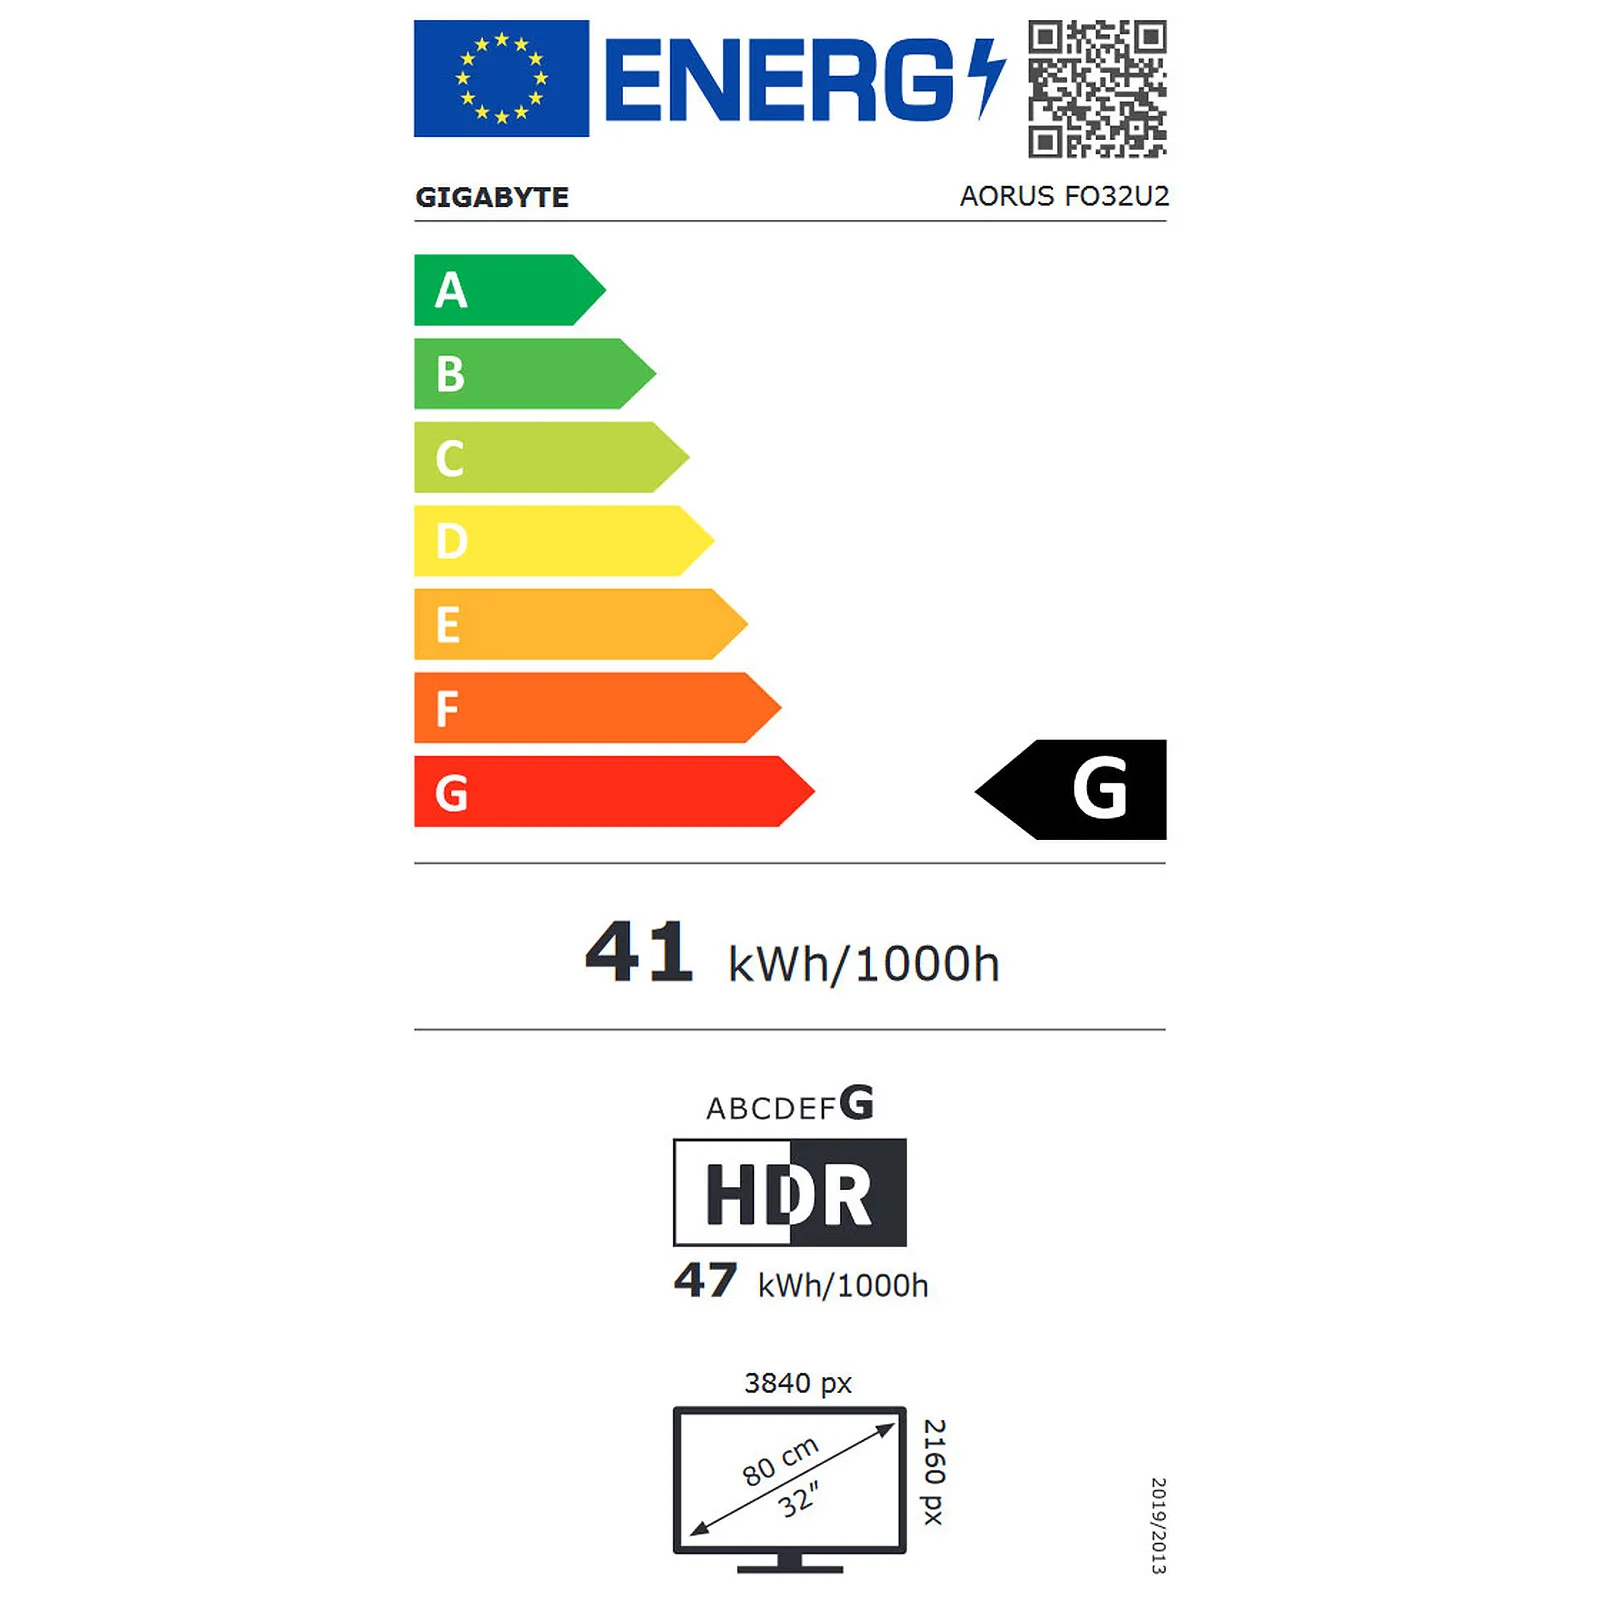 ENERG
GIGABYTE
AORUS FO32U2
A
B
C
D
E
F
G
G
41 kWh/1000h
ABCDEFG
HDR
47 kWh/1000h
3840 px
80 cm
32"
2160 px
2019/2013